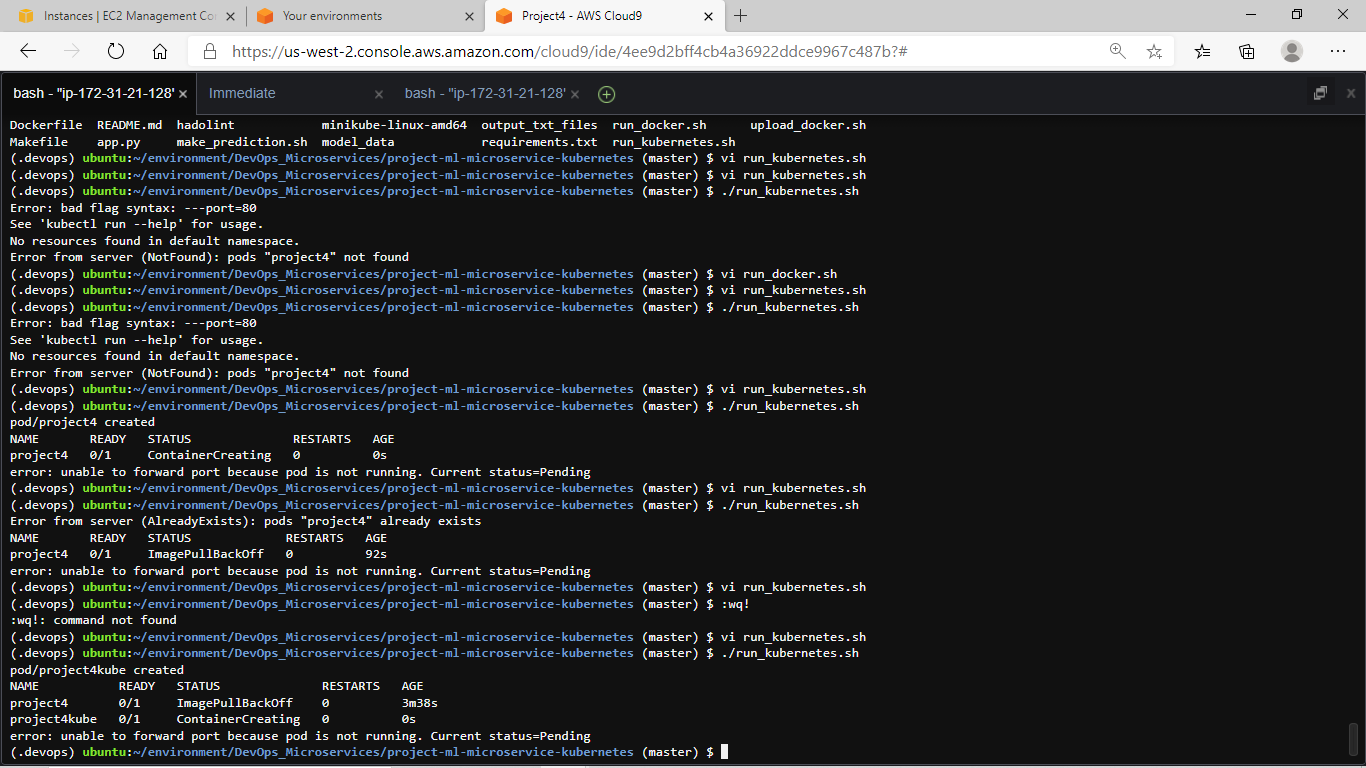 Instances | EC2 Management Co
Your environments
Project4 - AWS Cloud9
https://us-west-2.console.aws.amazon.com/cloud9/ide/4ee9d2bff4cb4a36922ddce9967c487b?#
bash - "ip-172-31-21-128'
Immediate
bash - "ip-172-31-21-128'
Dockerfile README.md hadolint minikube-linux-amd64 output_txt_files run_docker.sh upload_docker.sh
Makefile app.py make_prediction.sh model_data requirements.txt run_kubernetes.sh
(.devops) ubuntu:~/environment/DevOps_Microservices/project-ml-microservice-kubernetes (master) $ vi run_kubernetes.sh
(.devops) ubuntu:~/environment/DevOps_Microservices/project-ml-microservice-kubernetes (master) $ vi run_kubernetes.sh
(.devops) ubuntu:~/environment/DevOps_Microservices/project-ml-microservice-kubernetes (master) $ ./run_kubernetes.sh
Error: bad flag syntax: ---port=80
See 'kubectl run --help' for usage.
No resources found in default namespace.
Error from server (NotFound): pods "project4" not found
(.devops) ubuntu:~/environment/DevOps_Microservices/project-ml-microservice-kubernetes (master) $ vi run_docker.sh
(.devops) ubuntu:~/environment/DevOps_Microservices/project-ml-microservice-kubernetes (master) $ vi run_kubernetes.sh
(.devops) ubuntu:~/environment/DevOps_Microservices/project-ml-microservice-kubernetes (master) $ ./run_kubernetes.sh
Error: bad flag syntax: ---port=80
See 'kubectl run --help' for usage.
No resources found in default namespace.
Error from server (NotFound): pods "project4" not found
(.devops) ubuntu:~/environment/DevOps_Microservices/project-ml-microservice-kubernetes (master) $ vi run_kubernetes.sh
(.devops) ubuntu:~/environment/DevOps_Microservices/project-ml-microservice-kubernetes (master) $ ./run_kubernetes.sh
pod/project4 created
NAME READY STATUS RESTARTS AGE
project4 0/1 ContainerCreating 0 0s
error: unable to forward port because pod is not running. Current status=Pending
(.devops) ubuntu:~/environment/DevOps_Microservices/project-ml-microservice-kubernetes (master) $ vi run_kubernetes.sh
(.devops) ubuntu:~/environment/DevOps_Microservices/project-ml-microservice-kubernetes (master) $ ./run_kubernetes.sh
Error from server (AlreadyExists): pods "project4" already exists
NAME READY STATUS RESTARTS AGE
project4 0/1 ImagePullBackOff 0 92s
error: unable to forward port because pod is not running. Current status=Pending
(.devops) ubuntu:~/environment/DevOps_Microservices/project-ml-microservice-kubernetes (master) $ vi run_kubernetes.sh
(.devops) ubuntu:~/environment/DevOps_Microservices/project-ml-microservice-kubernetes (master) $ :wq!
:wq!: command not found
(.devops) ubuntu:~/environment/DevOps_Microservices/project-ml-microservice-kubernetes (master) $ vi run_kubernetes.sh
(.devops) ubuntu:~/environment/DevOps_Microservices/project-ml-microservice-kubernetes (master) $ ./run_kubernetes.sh
pod/project4kube created
NAME READY STATUS RESTARTS AGE
project4 0/1 ImagePullBackOff 0 3m38s
project4kube 0/1 ContainerCreating 0 0s
error: unable to forward port because pod is not running. Current status=Pending
(.devops) ubuntu:~/environment/DevOps_Microservices/project-ml-microservice-kubernetes (master) $